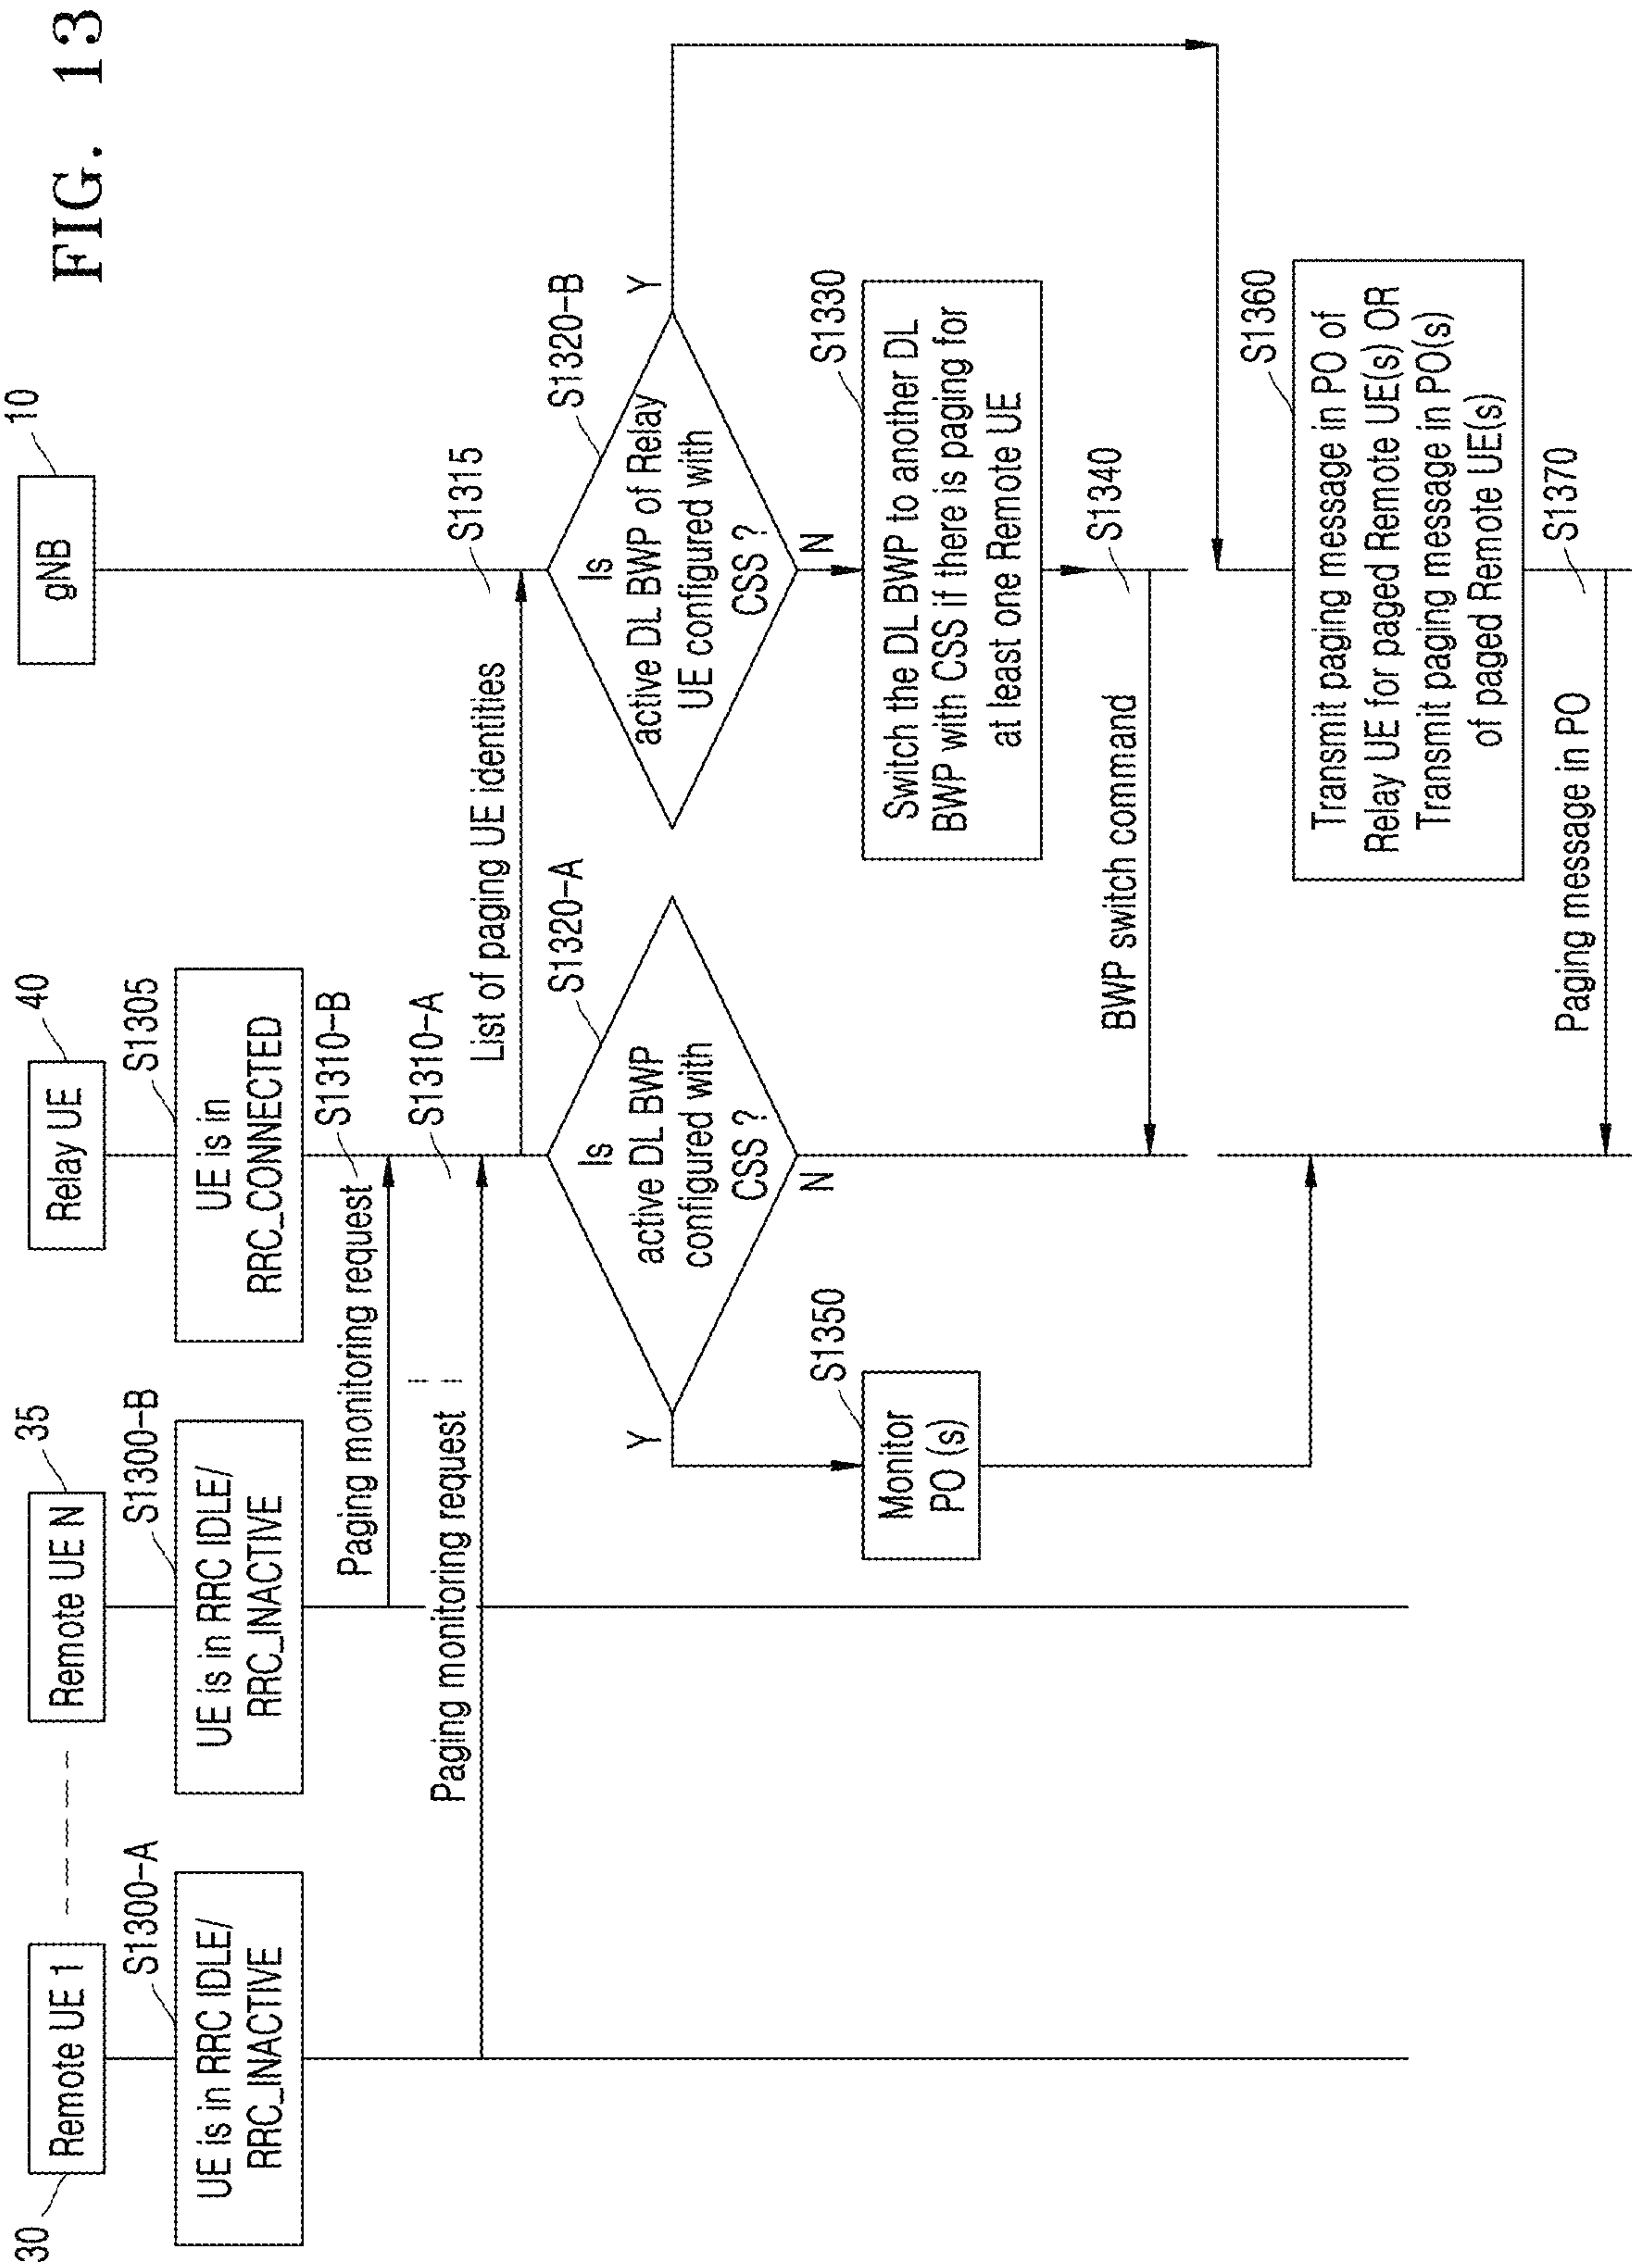 FIG. 13
30
Remote UE 1
35
Remote UE N
40
Relay UE
10
gNB
S1300-A
UE is in RRC IDLE/
RRC_INACTIVE
S1300-B
UE is in RRC IDLE/
RRC_INACTIVE
S1305
UE is in
RRC_CONNECTED
Paging monitoring request
S1310-B
Paging monitoring request
S1310-A
List of paging UE identities
S1315
S1320-A
Is
active DL BWP
configured with
CSS ?
Y
N
S1320-B
Is
active DL BWP of Relay
UE configured with
CSS ?
Y
N
S1350
Monitor
PO (s)
S1330
Switch the DL BWP to another DL
BWP with CSS if there is paging for
at least one Remote UE
BWP switch command
S1340
S1360
Transmit paging message in PO of
Relay UE for paged Remote UE(s) OR
Transmit paging message in PO(s)
of paged Remote UE(s)
Paging message in PO
S1370